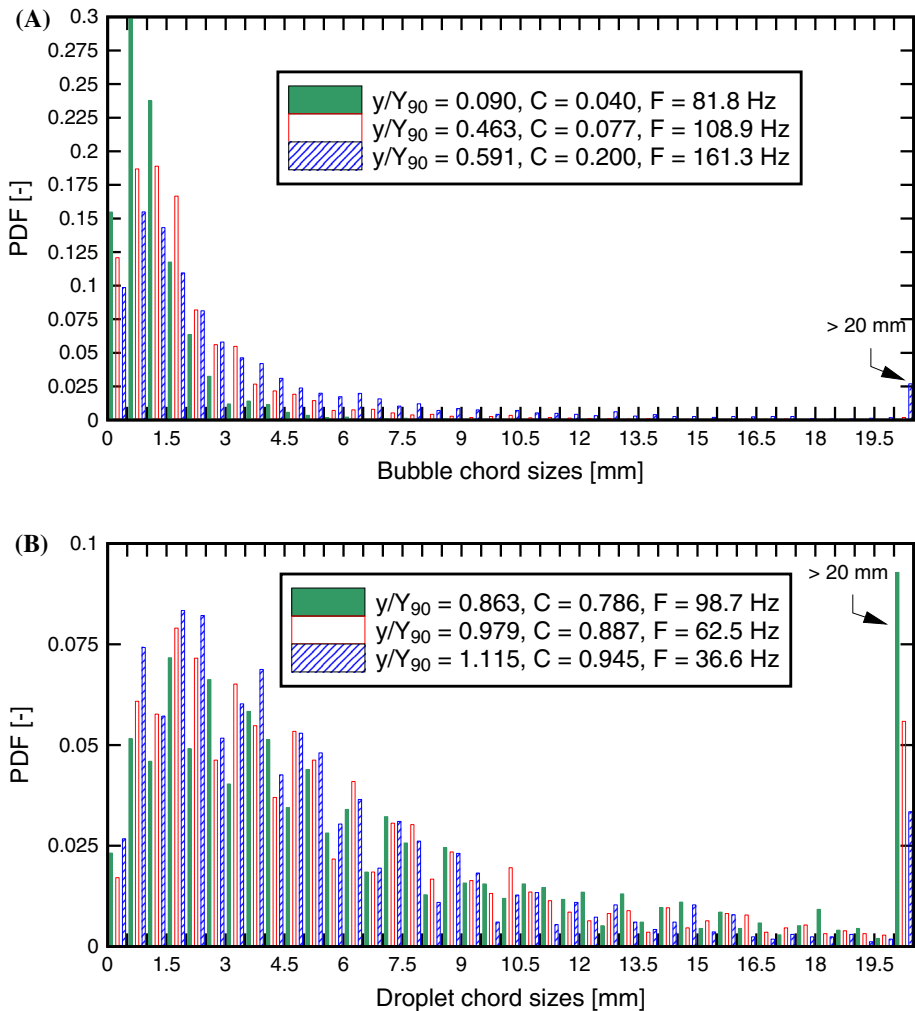 (A)
0.3
0.275
0.25
0.225
0.2
0.175
0.15
0.125
0.1
0.075
0.05
0.025
0
PDF [-]
y/Y90 = 0.090, C = 0.040, F = 81.8 Hz
y/Y90 = 0.463, C = 0.077, F = 108.9 Hz
y/Y90 = 0.591, C = 0.200, F = 161.3 Hz
> 20 mm
0 1.5 3 4.5 6 7.5 9 10.5 12 13.5 15 16.5 18 19.5
Bubble chord sizes [mm]
(B)
0.1
0.075
0.05
0.025
0
PDF [-]
y/Y90 = 0.863, C = 0.786, F = 98.7 Hz
y/Y90 = 0.979, C = 0.887, F = 62.5 Hz
y/Y90 = 1.115, C = 0.945, F = 36.6 Hz
> 20 mm
0 1.5 3 4.5 6 7.5 9 10.5 12 13.5 15 16.5 18 19.5
Droplet chord sizes [mm]